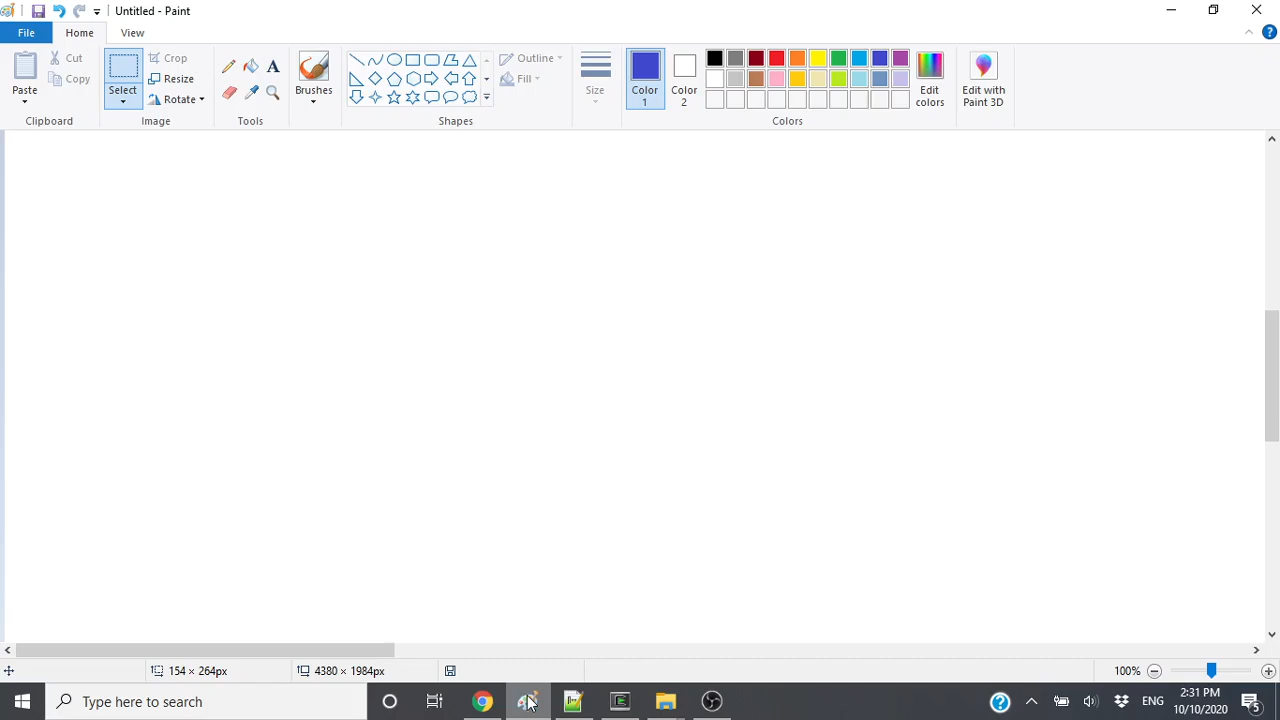 Untitled - Paint
File
Home
View
Paste
Cut
Copy
Clipboard
Select
Crop
Resize
Rotate
Image
Tools
Brushes
Shapes
Outline
Fill
Size
Color
1
Color
2
Edit
colors
Edit with
Paint 3D
Colors
154 × 264px
4380 × 1984px
100%
Type here to search
ENG
2:31 PM
10/10/2020
5